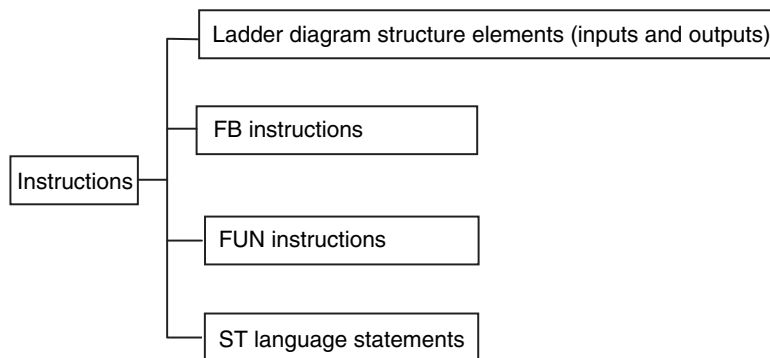 Ladder diagram structure elements (inputs and outputs)
FB instructions
Instructions
FUN instructions
ST language statements